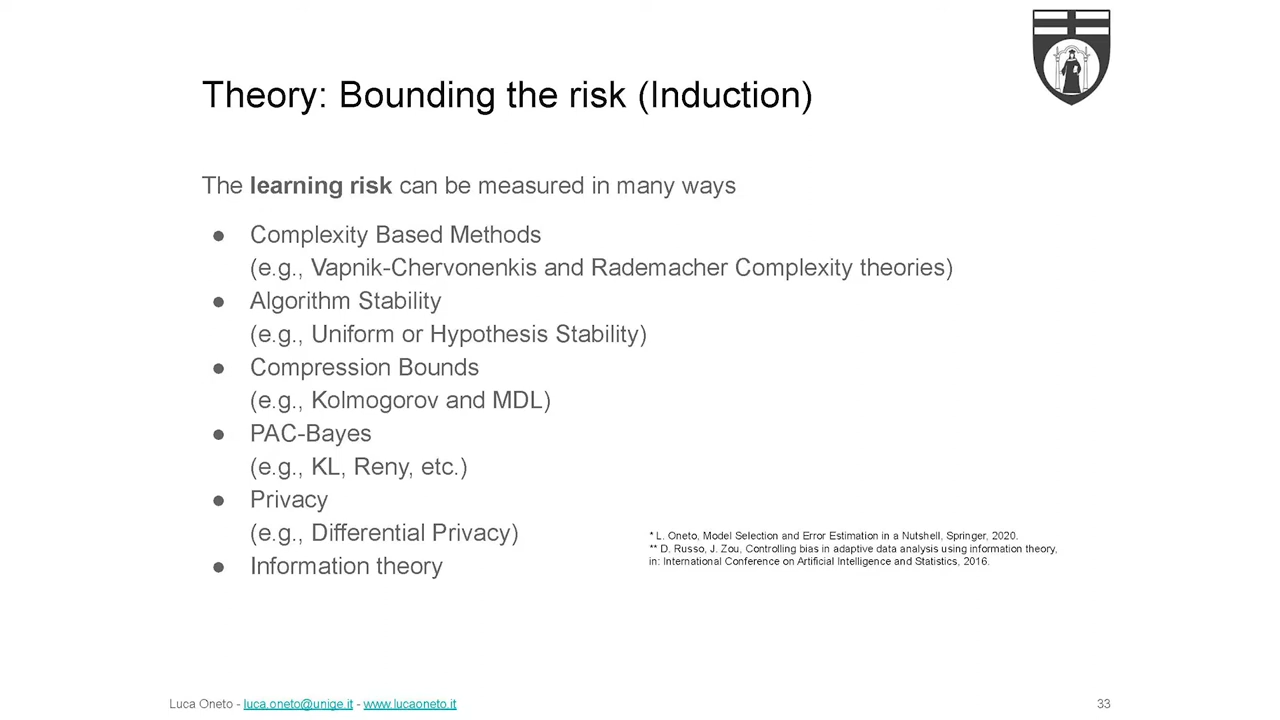 Theory: Bounding the risk (Induction)
The learning risk can be measured in many ways
● Complexity Based Methods
(e.g., Vapnik-Chervonenkis and Rademacher Complexity theories)
● Algorithm Stability
(e.g., Uniform or Hypothesis Stability)
● Compression Bounds
(e.g., Kolmogorov and MDL)
● PAC-Bayes
(e.g., KL, Reny, etc.)
● Privacy
(e.g., Differential Privacy)
● Information theory
* L. Oneto, Model Selection and Error Estimation in a Nutshell, Springer, 2020.
** D. Russo, J. Zou, Controlling bias in adaptive data analysis using information theory,
in: International Conference on Artificial Intelligence and Statistics, 2016.
Luca Oneto - luca.oneto@unige.it - www.lucaoneto.it
33